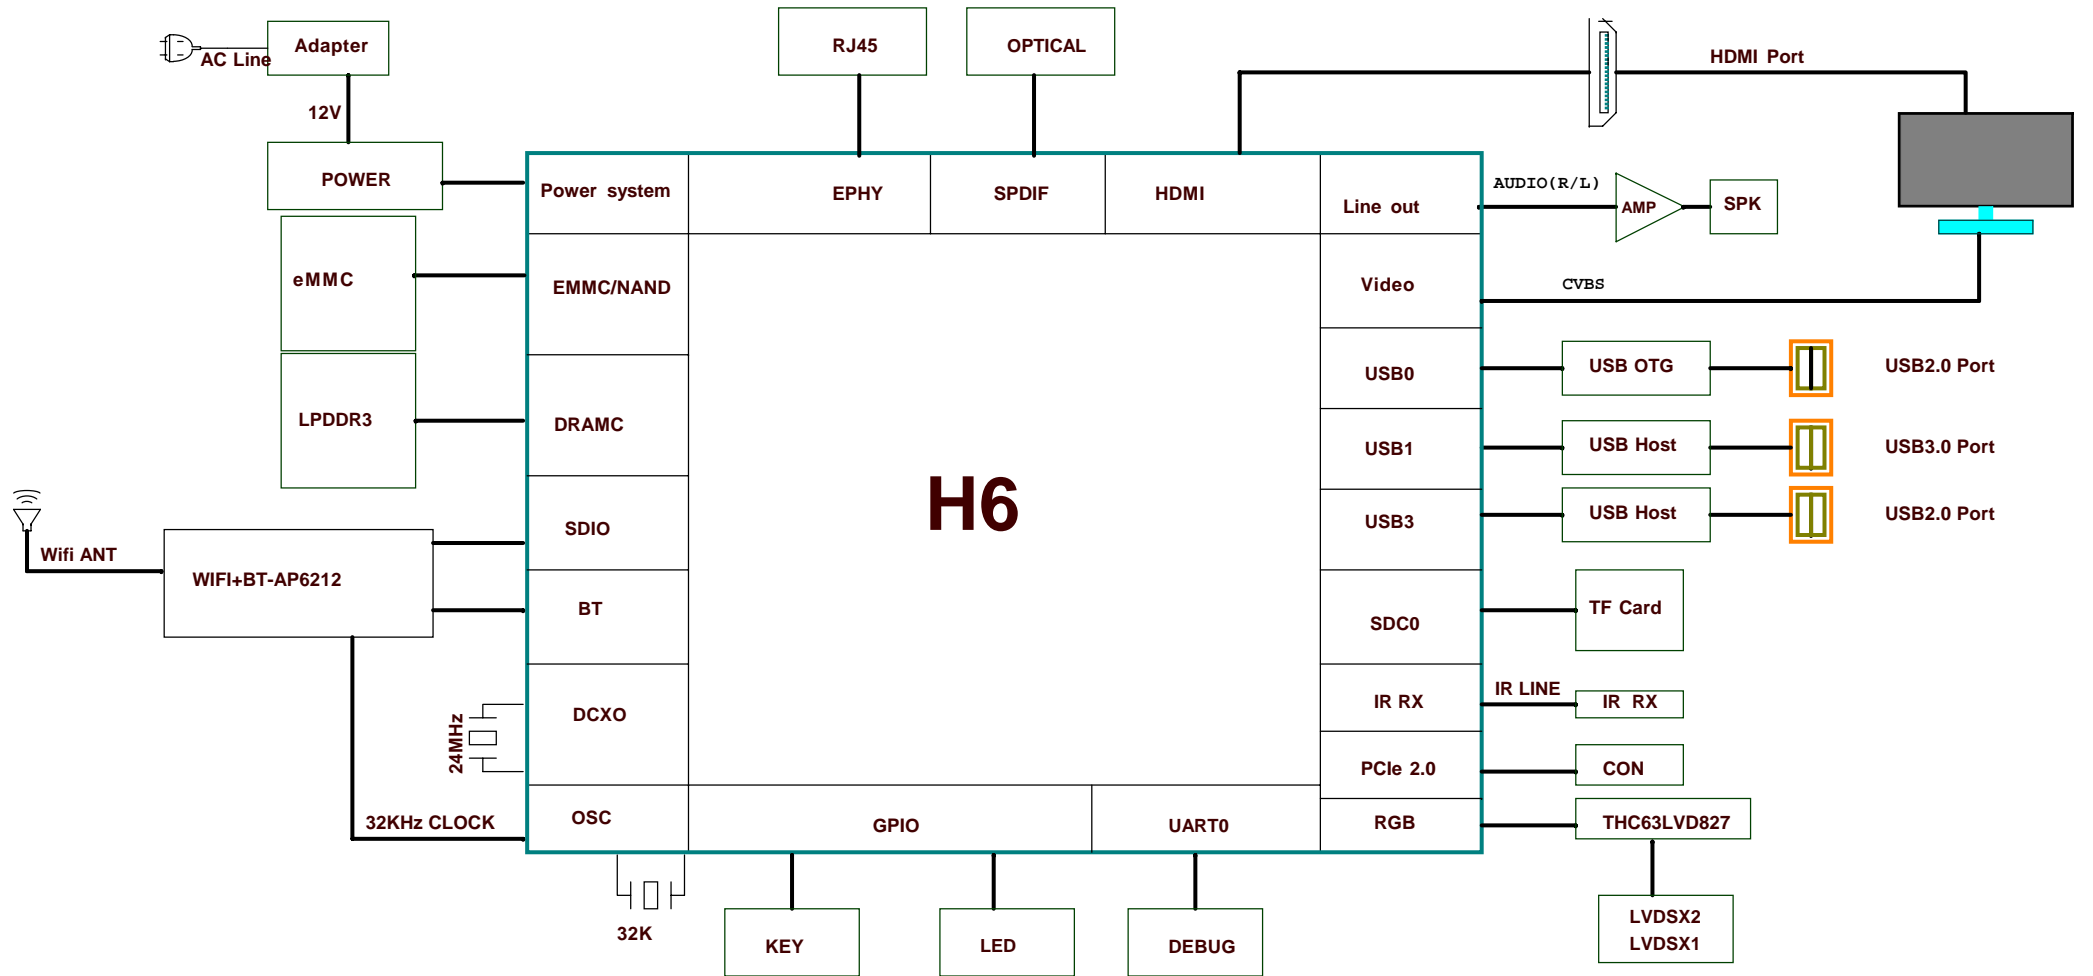 Adapter
AC Line
12V
POWER
eMMC
LPDDR3
Wifi ANT
WIFI+BT-AP6212
24MHz
32KHz CLOCK
32K
RJ45
OPTICAL
HDMI Port
Power system
EPHY
SPDIF
HDMI
Line out
EMMC/NAND
DRAMC
SDIO
BT
DCXO
OSC
H6
GPIO
UART0
Video
USB0
USB1
USB3
SDC0
IR RX
PCIe 2.0
RGB
AUDIO(R/L)
AMP
SPK
CVBS
USB OTG
USB2.0 Port
USB Host
USB3.0 Port
USB Host
USB2.0 Port
TF Card
IR LINE
IR RX
CON
THC63LVD827
LVDSX2
LVDSX1
KEY
LED
DEBUG